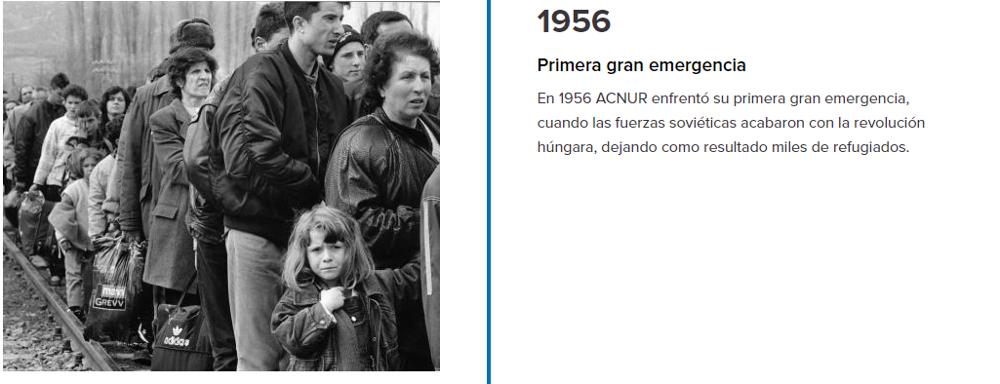 1956
Primera gran emergencia
En 1956 ACNUR enfrentó su primera gran emergencia,
cuando las fuerzas soviéticas acabaron con la revolución
húngara, dejando como resultado miles de refugiados.
mavi
GREVV
adidas